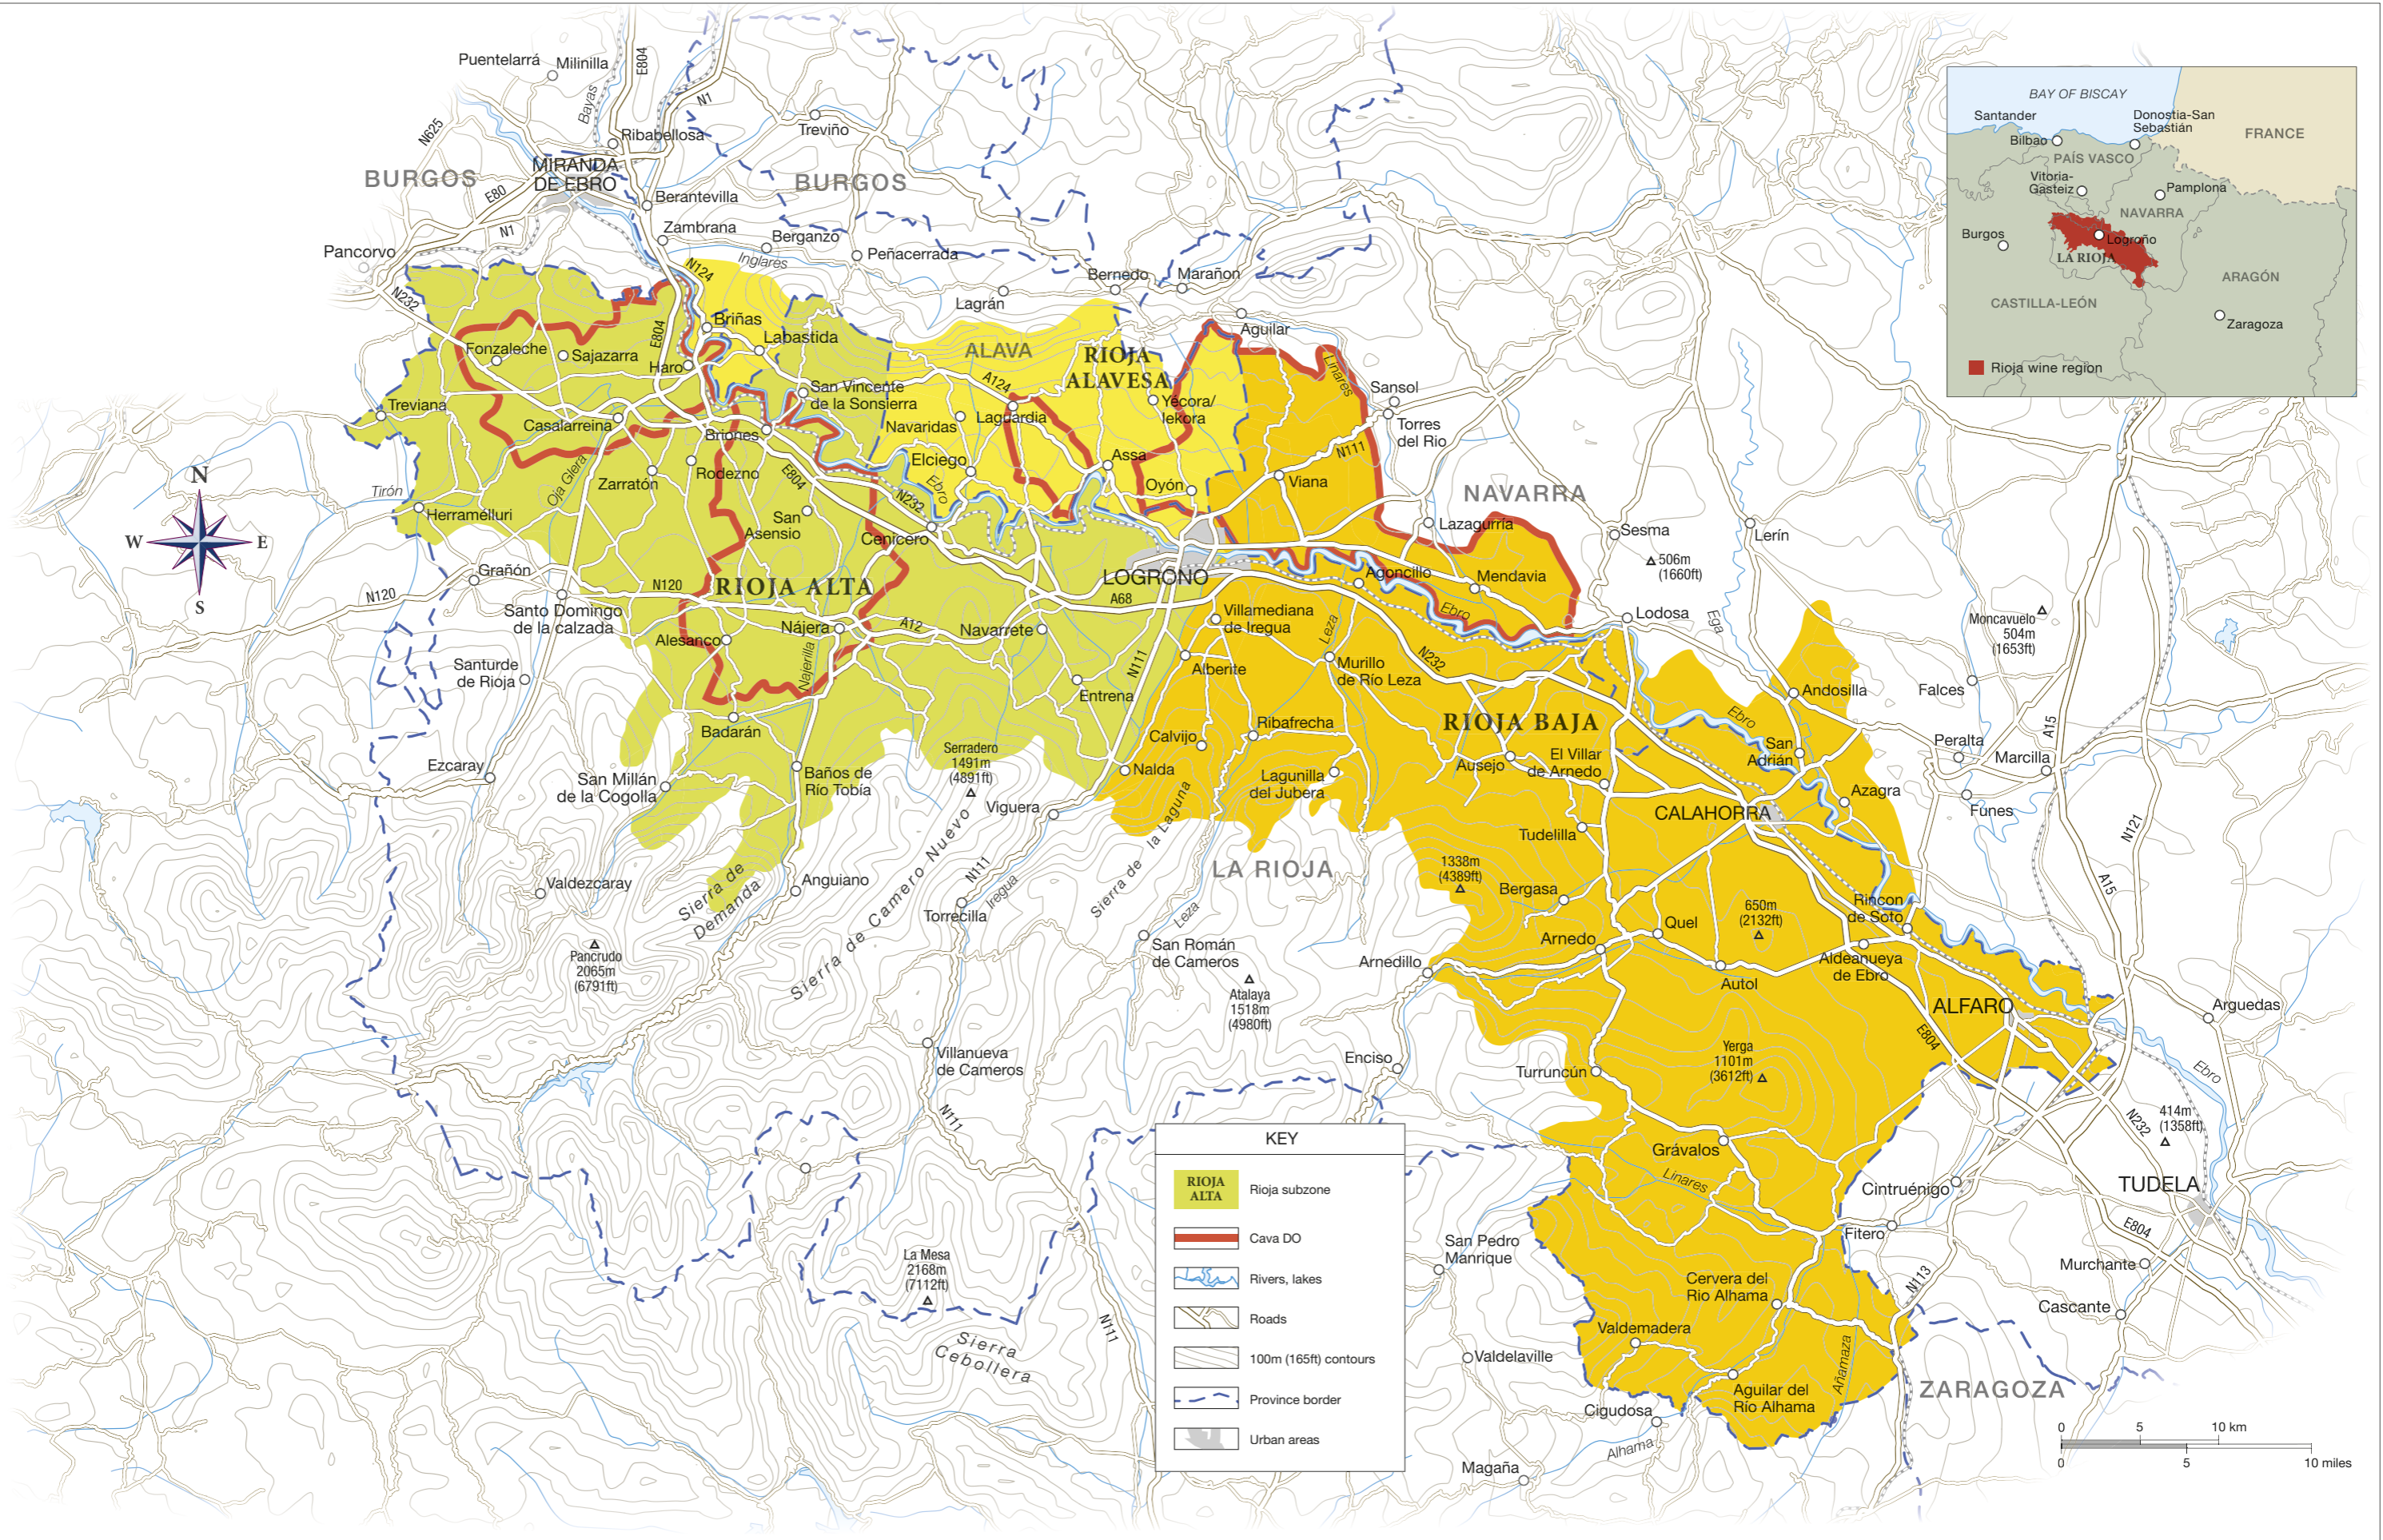 Puentelarrá
Milinilla
E804
Bayas
N1
N625
Ribabellosa
Treviño
MIRANDA
DE EBRO
BURGOS
BURGOS
E80
N1
Berantevilla
Zambrana
Berganzo
Inglares
Peñacerrada
Pancorvo
N124
N232
Lagrán
Bernedo
Marañon
Aguilar
Briñas
Labastida
E804
Fonzaleche
Sajazarra
Haro
ALAVA
RIOJA
ALAVESA
A124
Linares
Sansol
Treviana
San Vincente
de la Sonsierra
Casalarreina
Briones
Navaridas
Laguardia
Yécora/
Iekora
Torres
del Rio
N111
Elciego
Assa
Rodezno
Zarratón
E804
N232
Ebro
Oyón
Viana
NAVARRA
Oja Glera
Tirón
Herramelluri
San
Asensio
Cenicero
Lazagurría
Sesma
506m
(1660ft)
Lerín
N
W
E
S
Grañón
N120
N120
RIOJA ALTA
LOGRONO
A68
Agoncillo
Mendavia
Santo Domingo
de la calzada
Villamediana
de Iregua
Ebro
Lodosa
Ega
Moncavuelo
504m
(1653ft)
Alesanco
Nájera
A12
Navarrete
Leza
N232
Santurde
de Rioja
Najerilla
N111
Alberite
Murillo
de Río Leza
Entrena
Andosilla
Falces
Badarán
Ribafrecha
RIOJA BAJA
Ebro
A15
Calvijo
Serradero
1491m
(4891ft)
San
Adrián
Peralta
Marcilla
Ezcaray
San Millán
de la Cogolla
Baños de
Río Tobía
Nalda
Lagunilla
del Jubera
Ausejo
El Villar
de Arnedo
Viguera
Azagra
Funes
CALAHORRA
Tudelilla
N121
Sierra de la Laguna
LA RIOJA
Valdezcaray
Sierra de
Demanda
Anguiano
Sierra de Camero Nuevo
N111
Iregua
1338m
(4389ft)
Bergasa
A15
Torrecilla
Leza
650m
(2132ft)
Rincon
de Soto
Quel
Pancrudo
2065m
(6791ft)
San Román
de Cameros
Arnedo
Arnedillo
Aldeanueya
de Ebro
Autol
Atalaya
1518m
(4980ft)
ALFARO
Arguedas
E804
Villanueva
de Cameros
Enciso
Turruncún
Yerga
1101m
(3612ft)
Ebro
N111
N232
414m
(1358ft)
Grávalos
Linares
Cintruénigo
TUDELA
Fitero
E804
San Pedro
Manrique
La Mesa
2168m
(7112ft)
Cervera del
Rio Alhama
N113
Murchante
Cascante
Sierra
Cebollera
N111
Valdemadera
Valdelaville
Añamaza
Aguilar del
Río Alhama
ZARAGOZA
Cigudosa
Alhama
Magaña
KEY
RIOJA
ALTA
Rioja subzone
Cava DO
Rivers, lakes
Roads
100m (165ft) contours
Province border
Urban areas
0 5 10 km
0 5 10 miles
BAY OF BISCAY
Santander
Donostia-San
Sebastián
FRANCE
Bilbao
PAÍS VASCO
Vitoria-
Gasteiz
Pamplona
NAVARRA
Burgos
Logroño
LA RIOJA
ARAGÓN
CASTILLA-LEÓN
Zaragoza
Rioja wine region